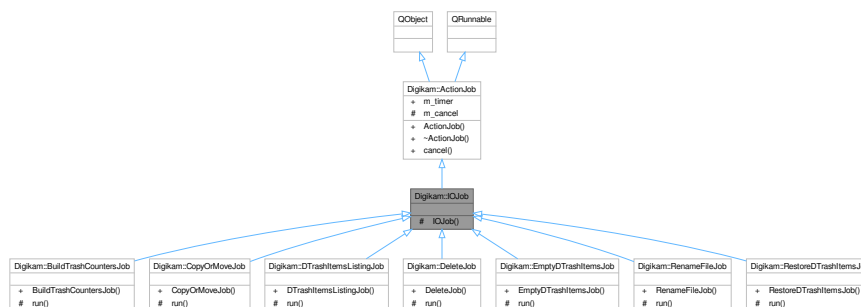 QObject
QRunnable
Digikam::ActionJob
+ m_timer
# m_cancel
+ ActionJob()
+ ~ActionJob()
+ cancel()
Digikam::IOJob
# IOJob()
Digikam::BuildTrashCountersJob
+ BuildTrashCountersJob()
# run()
Digikam::CopyOrMoveJob
+ CopyOrMoveJob()
# run()
Digikam::DTrashItemsListingJob
+ DTrashItemsListingJob()
# run()
Digikam::DeleteJob
+ DeleteJob()
# run()
Digikam::EmptyDTrashItemsJob
+ EmptyDTrashItemsJob()
# run()
Digikam::RenameFileJob
+ RenameFileJob()
# run()
Digikam::RestoreDTrashItemsJ
+ RestoreDTrashItemsJob()
# run()